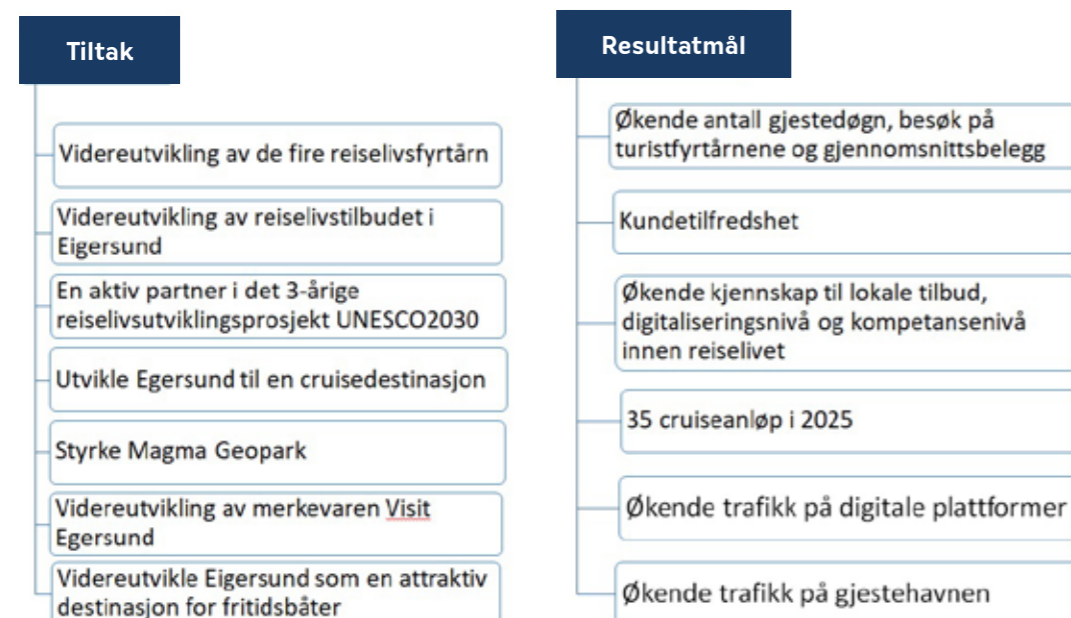 Tiltak
Videreutvikling av de fire reiselivsfyrtårn
Videreutvikling av reiselivstilbudet i
Eigersund
En aktiv partner i det 3-årige
reiselivsutviklingsprosjekt UNESCO2030
Utvikle Egersund til en cruisedestinasjon
Styrke Magma Geopark
Videreutvikling av merkevaren Visit
Egersund
Videreutvikle Eigersund som en attraktiv
destinasjon for fritidsbåter
Resultatmål
Økende antall gjestedøgn, besøk på
turistfyrtårnene og gjennomsnittsbelegg
Kundetilfredshet
Økende kjennskap til lokale tilbud,
digitaliseringsnivå og kompetansenivå
innen reiselivet
35 cruiseanløp i 2025
Økende trafikk på digitale plattformer
Økende trafikk på gjestehavnen